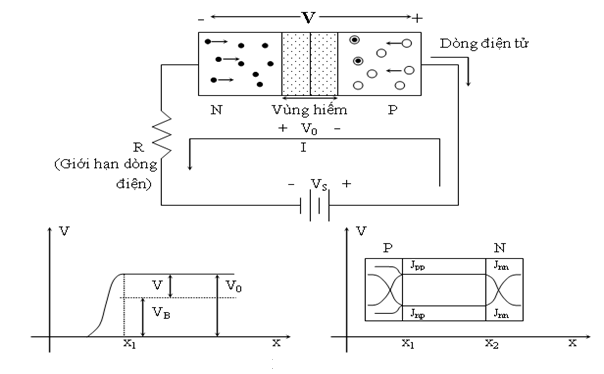 - V +
Dòng điện tử
N Vùng hiếm P
+ V0 -
R I
(Giới hạn dòng
điện)
- VS +
V
V V0
VB
x1 x
V
P N
Jpp Jnn
Jnp Jnn
x1 x2 x